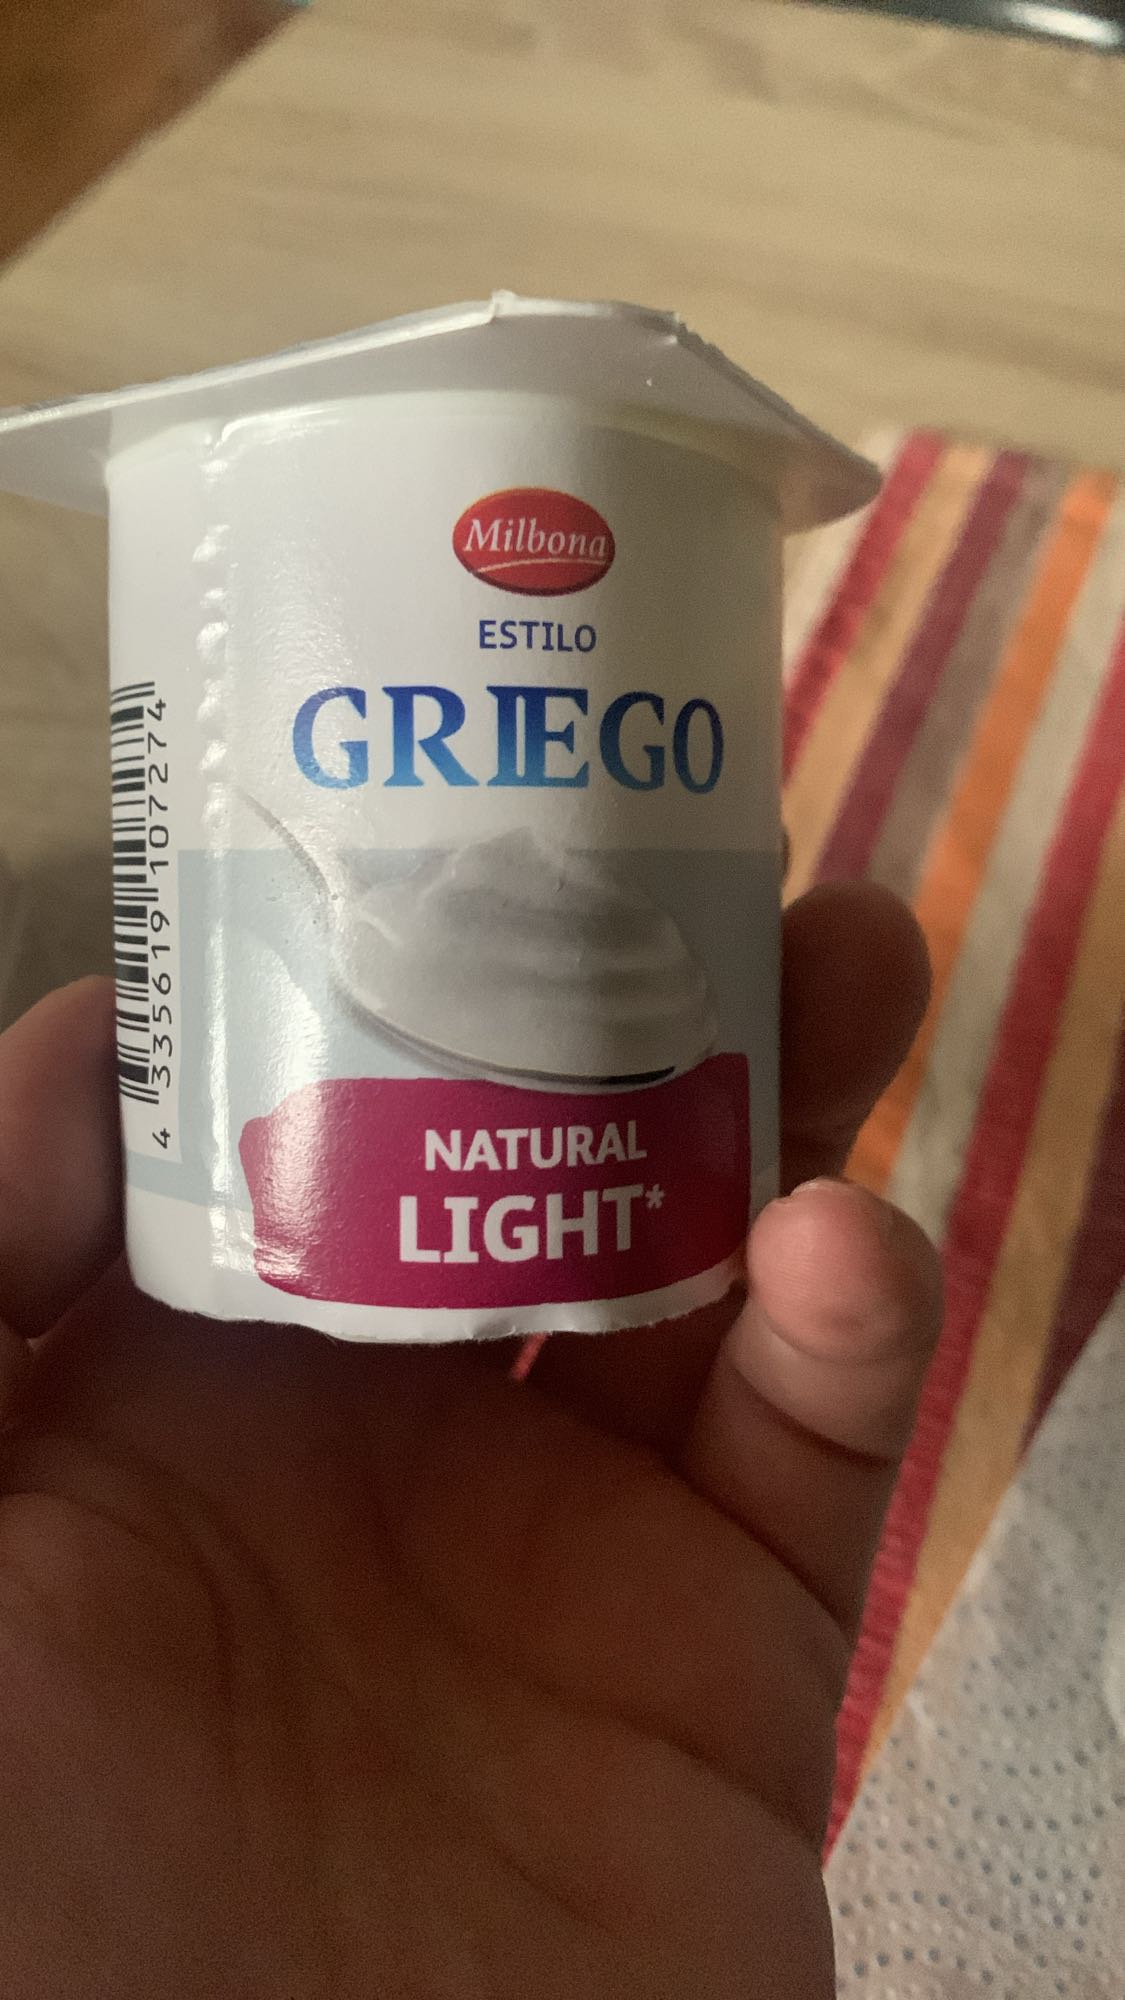 Milbona
ESTILO
GRIEGO
NATURAL
LIGHT*
4 335619 107274